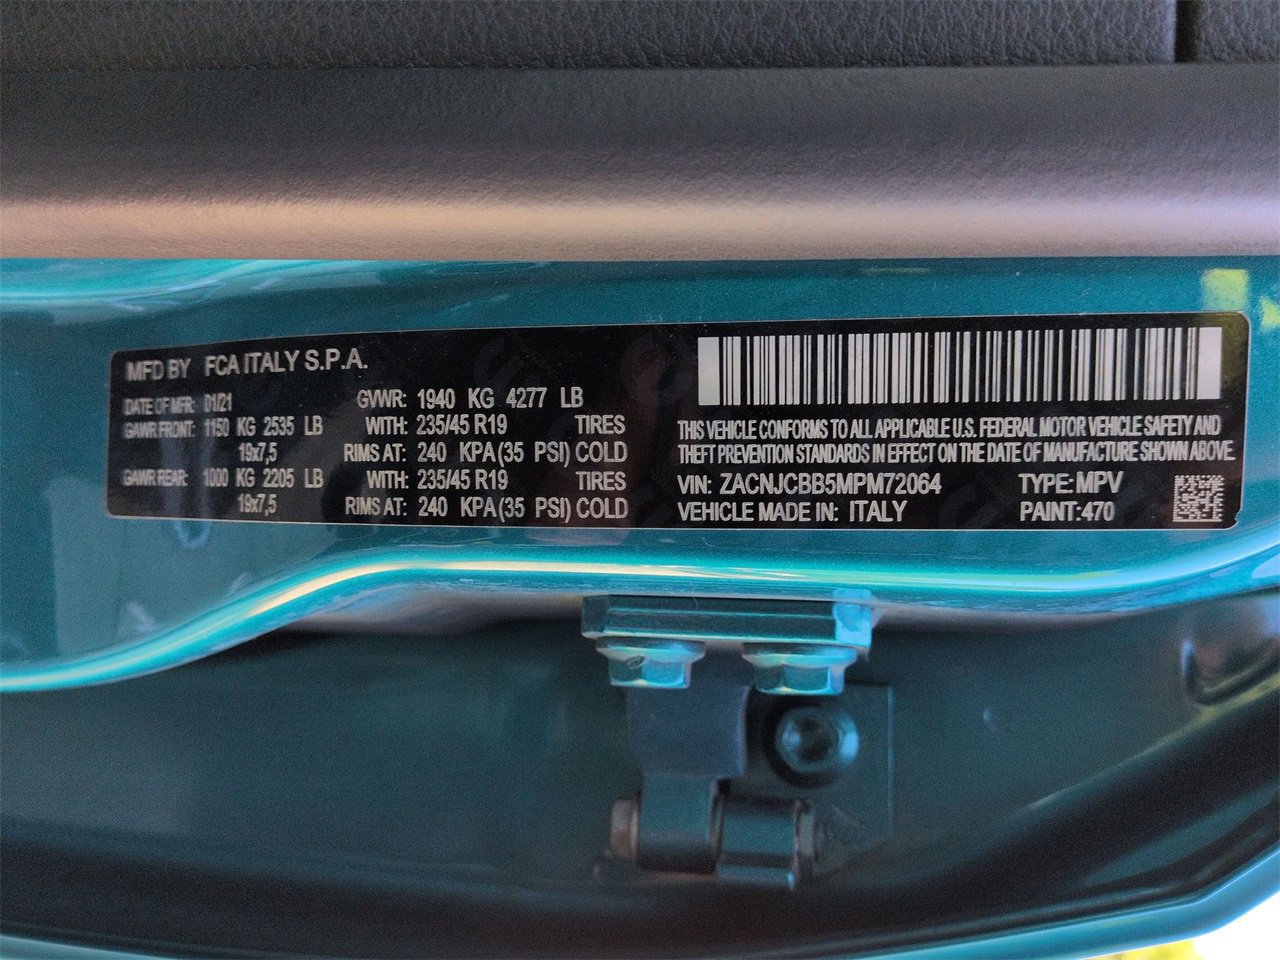 MFD BY FCA ITALY S.P.A.
DATE OF MFR: 01/21 GVWR: 1940 KG 4277 LB
GAWR FRONT: 1150 KG 2535 LB WITH: 235/45 R19 TIRES
19x7,5 RIMS AT: 240 KPA(35 PSI) COLD
GAWR REAR: 1000 KG 2205 LB WITH: 235/45 R19 TIRES
19x7,5 RIMS AT: 240 KPA(35 PSI) COLD
THIS VEHICLE CONFORMS TO ALL APPLICABLE U.S. FEDERAL MOTOR VEHICLE SAFETY AND
THEFT PREVENTION STANDARDS IN EFFECT ON THE DATE OF MANUFACTURE SHOWN ABOVE.
VIN: ZACNJCBB5MPM72064 TYPE: MPV
VEHICLE MADE IN: ITALY PAINT:470